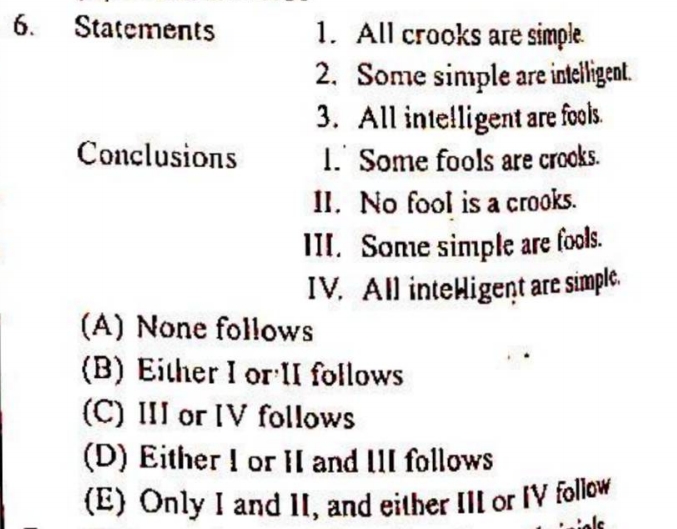 6. Statements 1. All crooks are simple.
2. Some simple are intelligent.
3. All intelligent are fools.
Conclusions I. Some fools are crooks.
II. No fool is a crooks.
III. Some simple are fools.
IV. All intelligent are simple.
(A) None follows
(B) Either I or II follows
(C) III or IV follows
(D) Either I or II and III follows
(E) Only I and II, and either III or IV follow